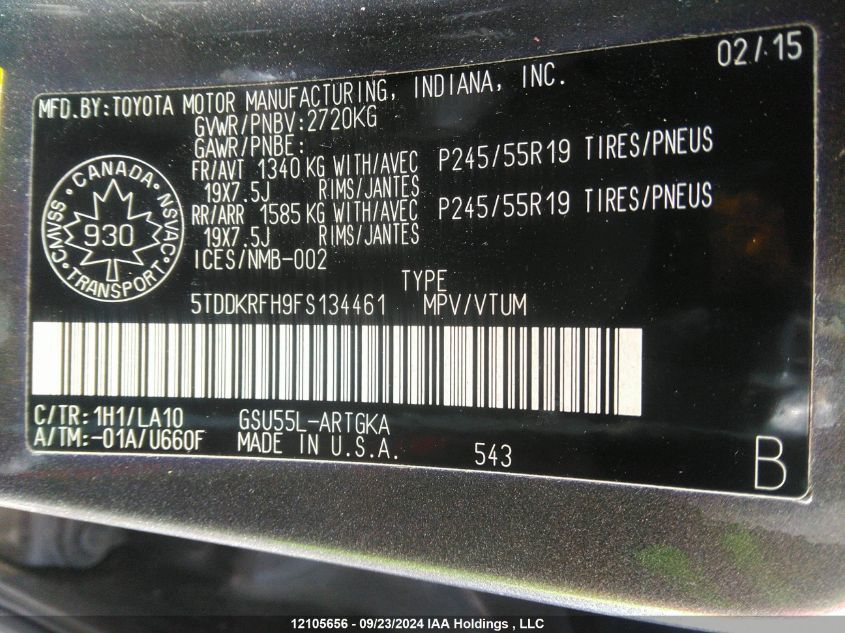 02/15
MFD.BY:TOYOTA MOTOR MANUFACTURING, INDIANA, INC.
GVWR/PNBV:2720KG
GAWR/PNBE:
FR/AVT 1340 KG WITH/AVEC P245/55R19 TIRES/PNEUS
19X7.5J RIMS/JANTES
RR/ARR 1585 KG WITH/AVEC P245/55R19 TIRES/PNEUS
19X7.5J RIMS/JANTES
ICES/NMB-002
CANADA
CMVSS
NSVAC
930
TRANSPORT
TYPE
5TDDKRFH9FS134461 MPV/VTUM
C/TR:1H1/LA10 GSU55L-ARTGKA
A/TM:-01A/U660F MADE IN U.S.A. 543
B
12105656 - 09/23/2024 IAA Holdings , LLC